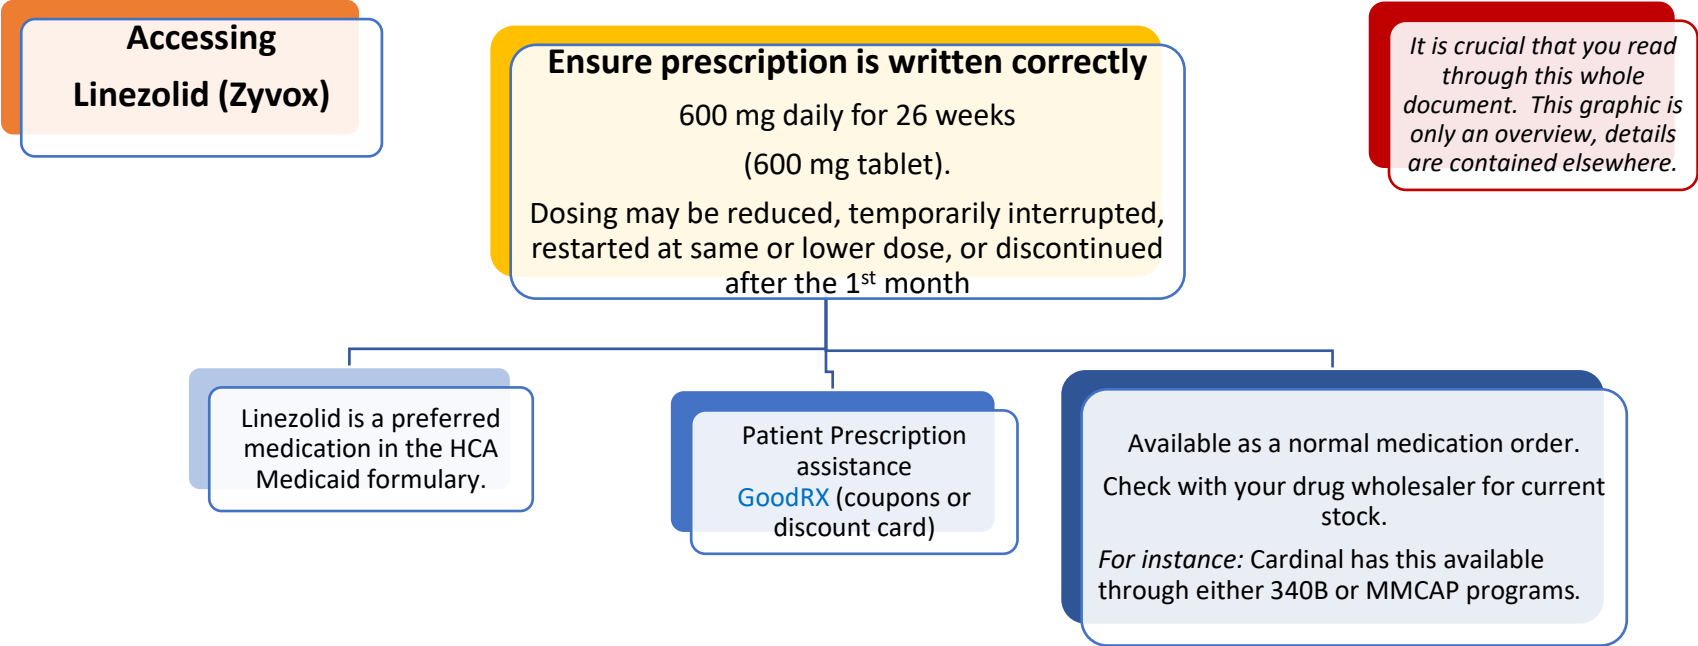 Accessing
Linezolid (Zyvox)
Ensure prescription is written correctly
600 mg daily for 26 weeks
(600 mg tablet).
Dosing may be reduced, temporarily interrupted,
restarted at same or lower dose, or discontinued
after the 1st month
It is crucial that you read
through this whole
document.  This graphic is
only an overview, details
are contained elsewhere.
Linezolid is a preferred
medication in the HCA
Medicaid formulary.
Patient Prescription
assistance
GoodRX (coupons or
discount card)
Available as a normal medication order.
Check with your drug wholesaler for current
stock.
For instance: Cardinal has this available
through either 340B or MMCAP programs.